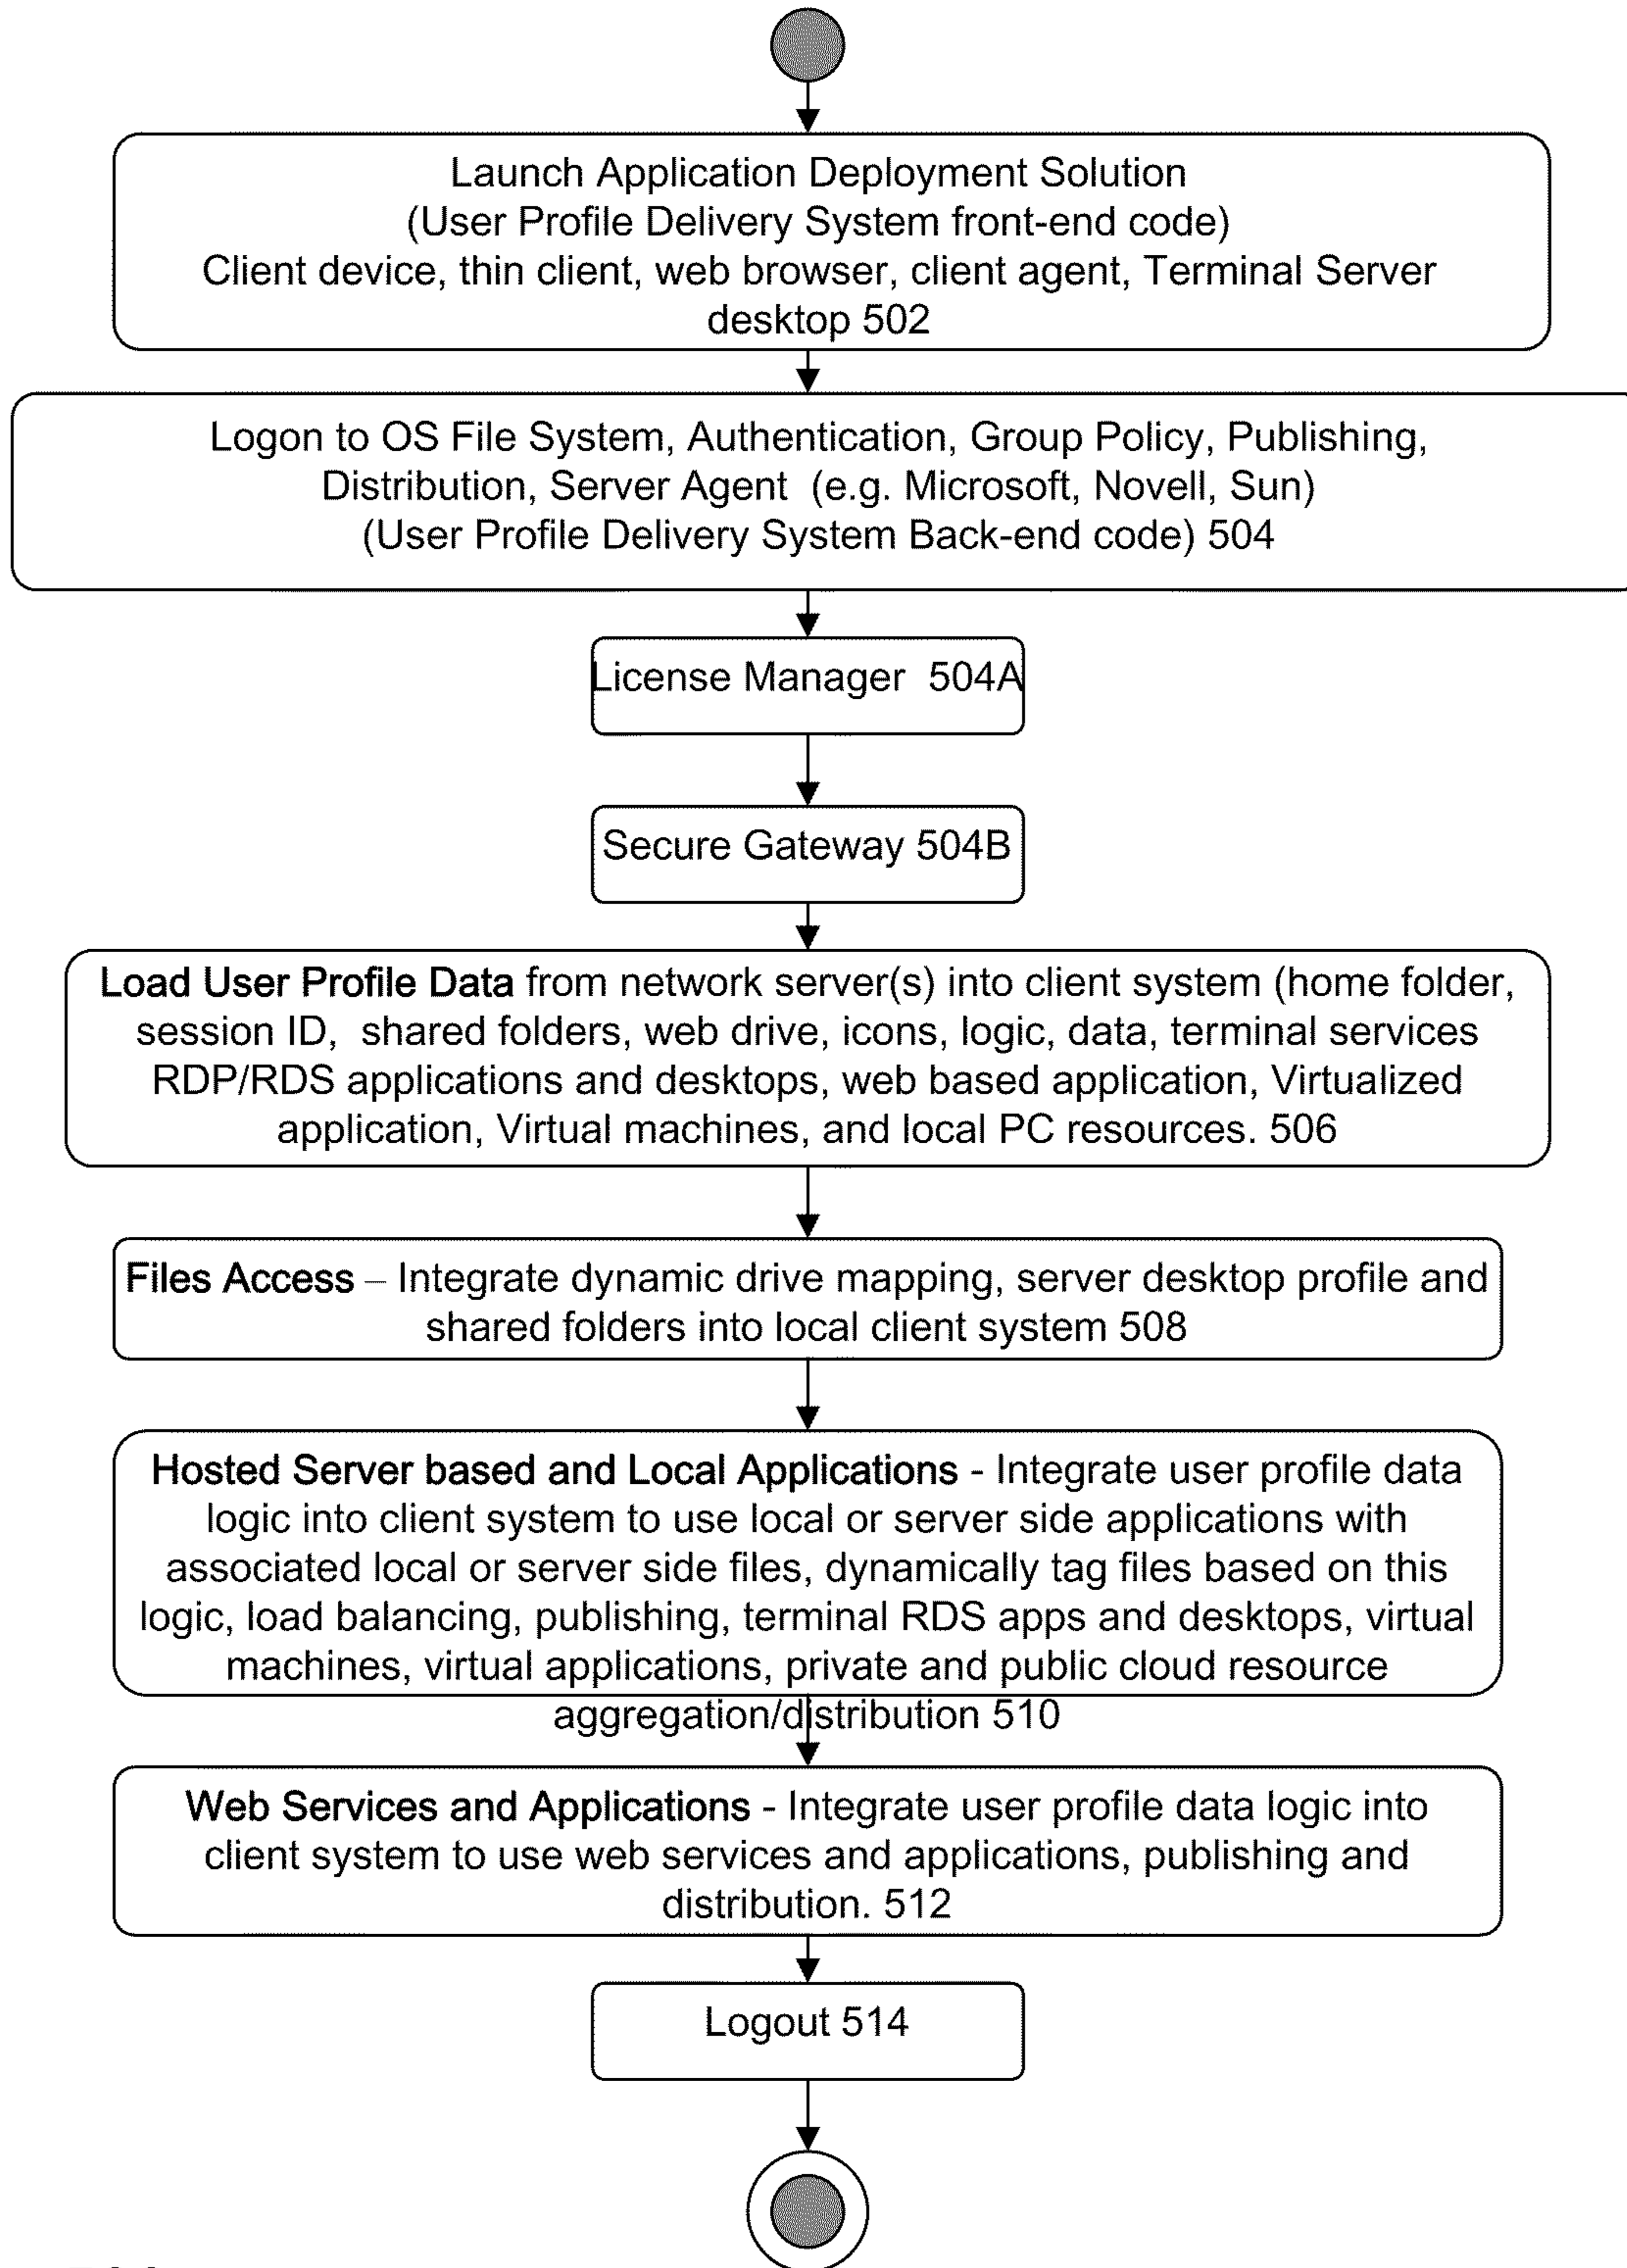 Launch Application Deployment Solution
(User Profile Delivery System front-end code)
Client device, thin client, web browser, client agent, Terminal Server
desktop 502
Logon to OS File System, Authentication, Group Policy, Publishing,
Distribution, Server Agent (e.g. Microsoft, Novell, Sun)
(User Profile Delivery System Back-end code) 504
License Manager 504A
Secure Gateway 504B
Load User Profile Data from network server(s) into client system (home folder,
session ID, shared folders, web drive, icons, logic, data, terminal services
RDP/RDS applications and desktops, web based application, Virtualized
application, Virtual machines, and local PC resources. 506
Files Access – Integrate dynamic drive mapping, server desktop profile and
shared folders into local client system 508
Hosted Server based and Local Applications - Integrate user profile data
logic into client system to use local or server side applications with
associated local or server side files, dynamically tag files based on this
logic, load balancing, publishing, terminal RDS apps and desktops, virtual
machines, virtual applications, private and public cloud resource
aggregation/distribution 510
Web Services and Applications - Integrate user profile data logic into
client system to use web services and applications, publishing and
distribution. 512
Logout 514